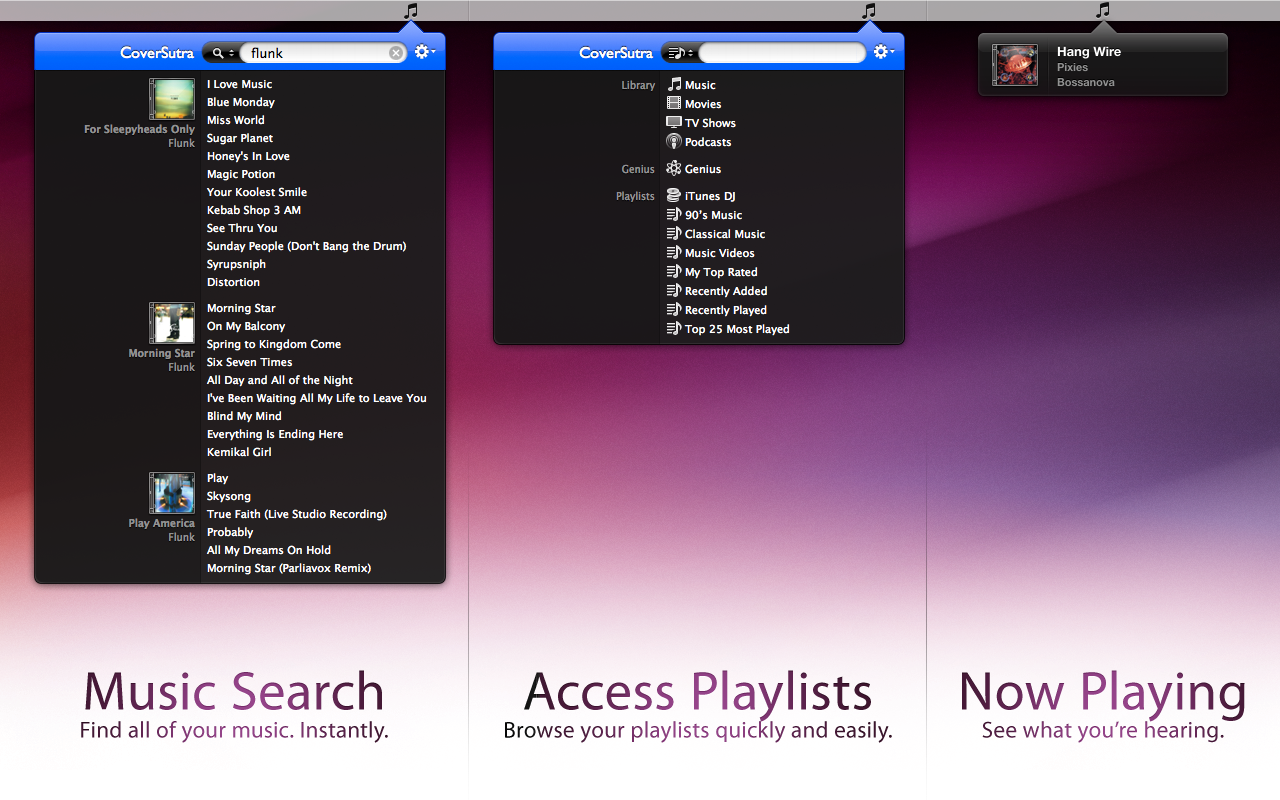 CoverSutra
flunk
For Sleepyheads Only
Flunk
I Love Music
Blue Monday
Miss World
Sugar Planet
Honey's In Love
Magic Potion
Your Koolest Smile
Kebab Shop 3 AM
See Thru You
Sunday People (Don't Bang the Drum)
Syrupsniph
Distortion
Morning Star
Flunk
Morning Star
On My Balcony
Spring to Kingdom Come
Six Seven Times
All Day and All of the Night
I've Been Waiting All My Life to Leave You
Blind My Mind
Everything Is Ending Here
Kemikal Girl
Play America
Flunk
Play
Skysong
True Faith (Live Studio Recording)
Probably
All My Dreams On Hold
Morning Star (Parliavox Remix)
Music Search
Find all of your music. Instantly.
CoverSutra
Library
Music
Movies
TV Shows
Podcasts
Genius
Genius
Playlists
iTunes DJ
90's Music
Classical Music
Music Videos
My Top Rated
Recently Added
Recently Played
Top 25 Most Played
Access Playlists
Browse your playlists quickly and easily.
Hang Wire
Pixies
Bossanova
Now Playing
See what you're hearing.